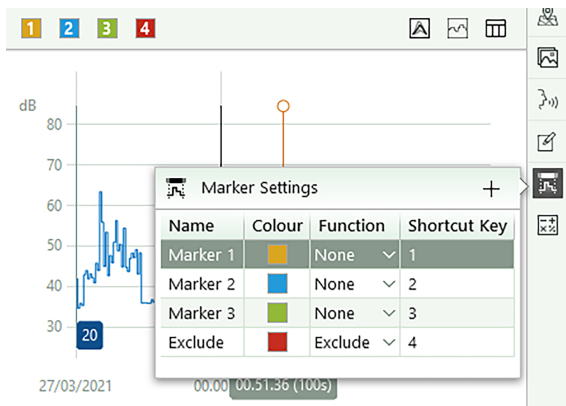 1 2 3 4
dB
80
70
60
50
40
30
20
27/03/2021 00.00 00.51.36 (100s)
Marker Settings
Name Colour Function Shortcut Key
Marker 1 None 1
Marker 2 None 2
Marker 3 None 3
Exclude Exclude 4